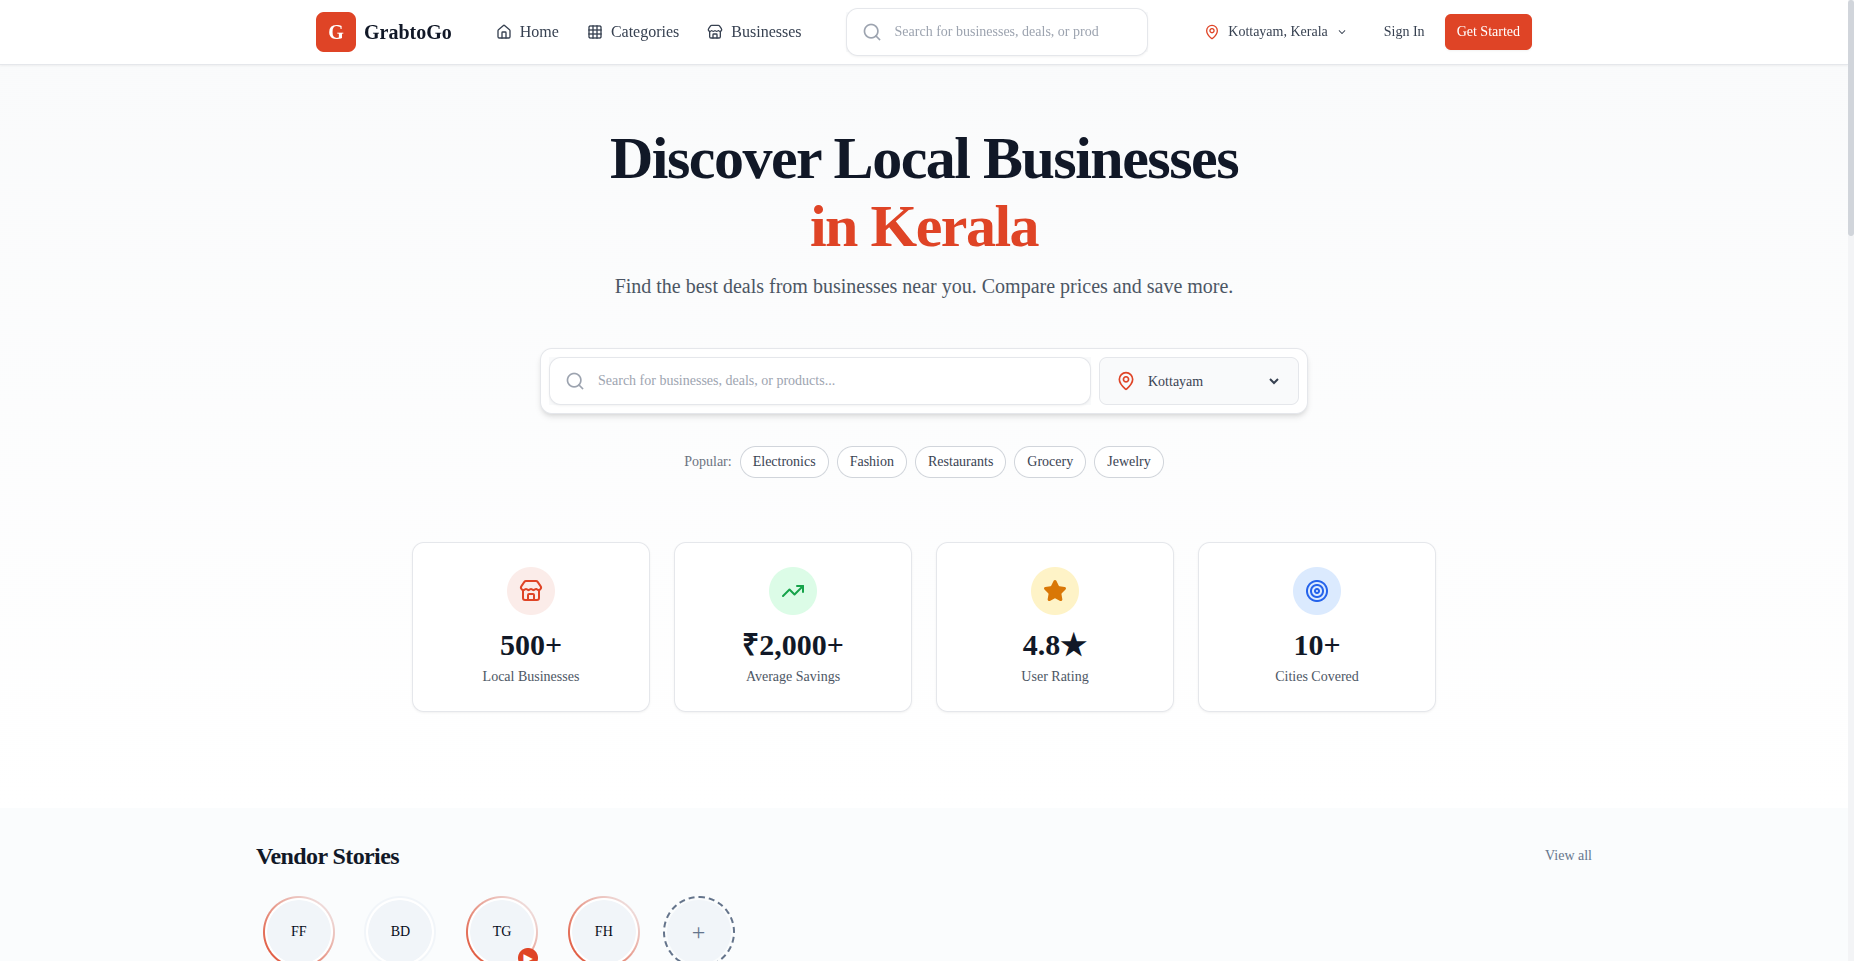 G GrabtoGo Home Categories Businesses Search for businesses, deals, or prod Kottayam, Kerala Sign In Get Started
Discover Local Businesses
in Kerala
Find the best deals from businesses near you. Compare prices and save more.
Search for businesses, deals, or products... Kottayam
Popular: Electronics Fashion Restaurants Grocery Jewelry
500+ ₹2,000+ 4.8★ 10+
Local Businesses Average Savings User Rating Cities Covered
Vendor Stories View all
FF BD TG FH +